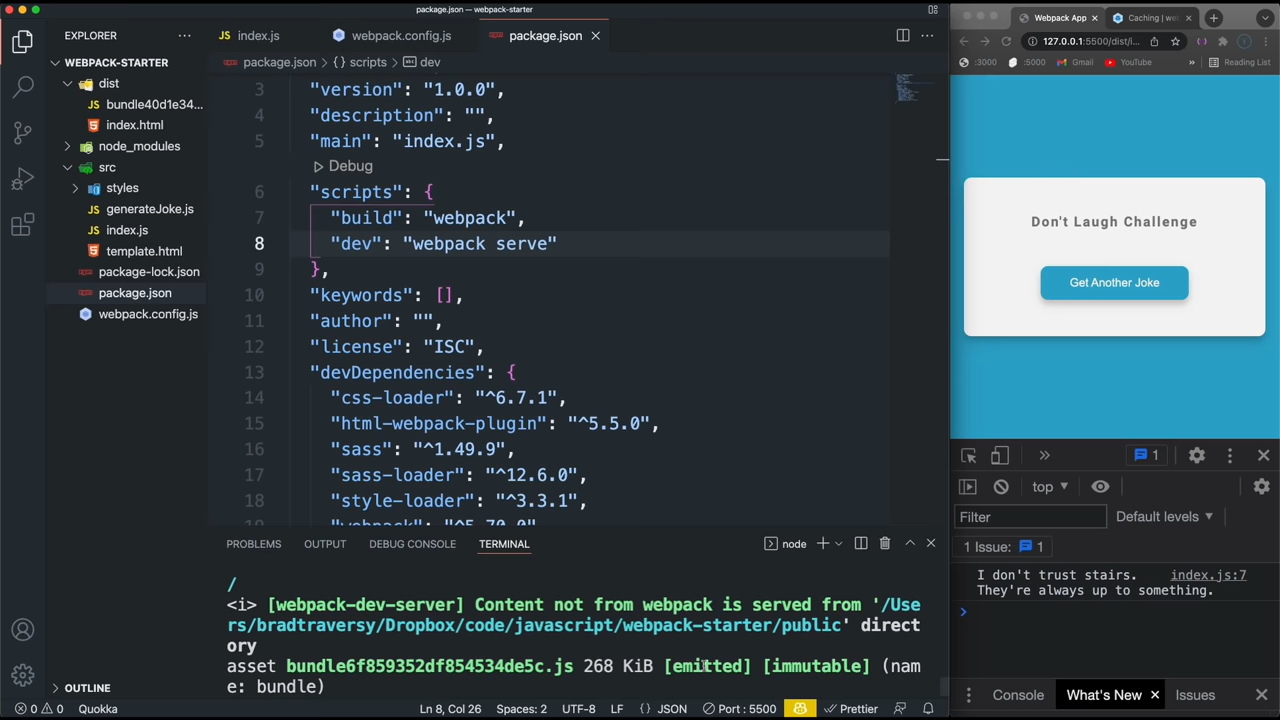 package.json — webpack-starter
EXPLORER
WEBPACK-STARTER
dist
bundle40d1e34...
index.html
node_modules
src
styles
generateJoke.js
index.js
template.html
package-lock.json
package.json
webpack.config.js
OUTLINE
index.js
webpack.config.js
package.json
package.json › {} scripts › dev
3 "version": "1.0.0",
4 "description": "",
5 "main": "index.js",
Debug
6 "scripts": {
7 "build": "webpack",
8 "dev": "webpack serve"
9 },
10 "keywords": [],
11 "author": "",
12 "license": "ISC",
13 "devDependencies": {
14 "css-loader": "^6.7.1",
15 "html-webpack-plugin": "^5.5.0",
16 "sass": "^1.49.9",
17 "sass-loader": "^12.6.0",
18 "style-loader": "^3.3.1",
PROBLEMS OUTPUT DEBUG CONSOLE TERMINAL
node
/
<i> [webpack-dev-server] Content not from webpack is served from '/Use
rs/bradtraversy/Dropbox/code/javascript/webpack-starter/public' direct
ory
asset bundle6f859352df854534de5c.js 268 KiB [emitted] [immutable] (nam
e: bundle)
0 0 Quokka
Ln 8, Col 26 Spaces: 2 UTF-8 LF {} JSON Port : 5500 Prettier
Webpack App
Caching | we
127.0.0.1:5500/dist/i...
:3000 :5000 Gmail YouTube » Reading List
Don't Laugh Challenge
Get Another Joke
1
top
Filter
Default levels
1 Issue: 1
I don't trust stairs. index.js:7
They're always up to something.
Console What's New Issues